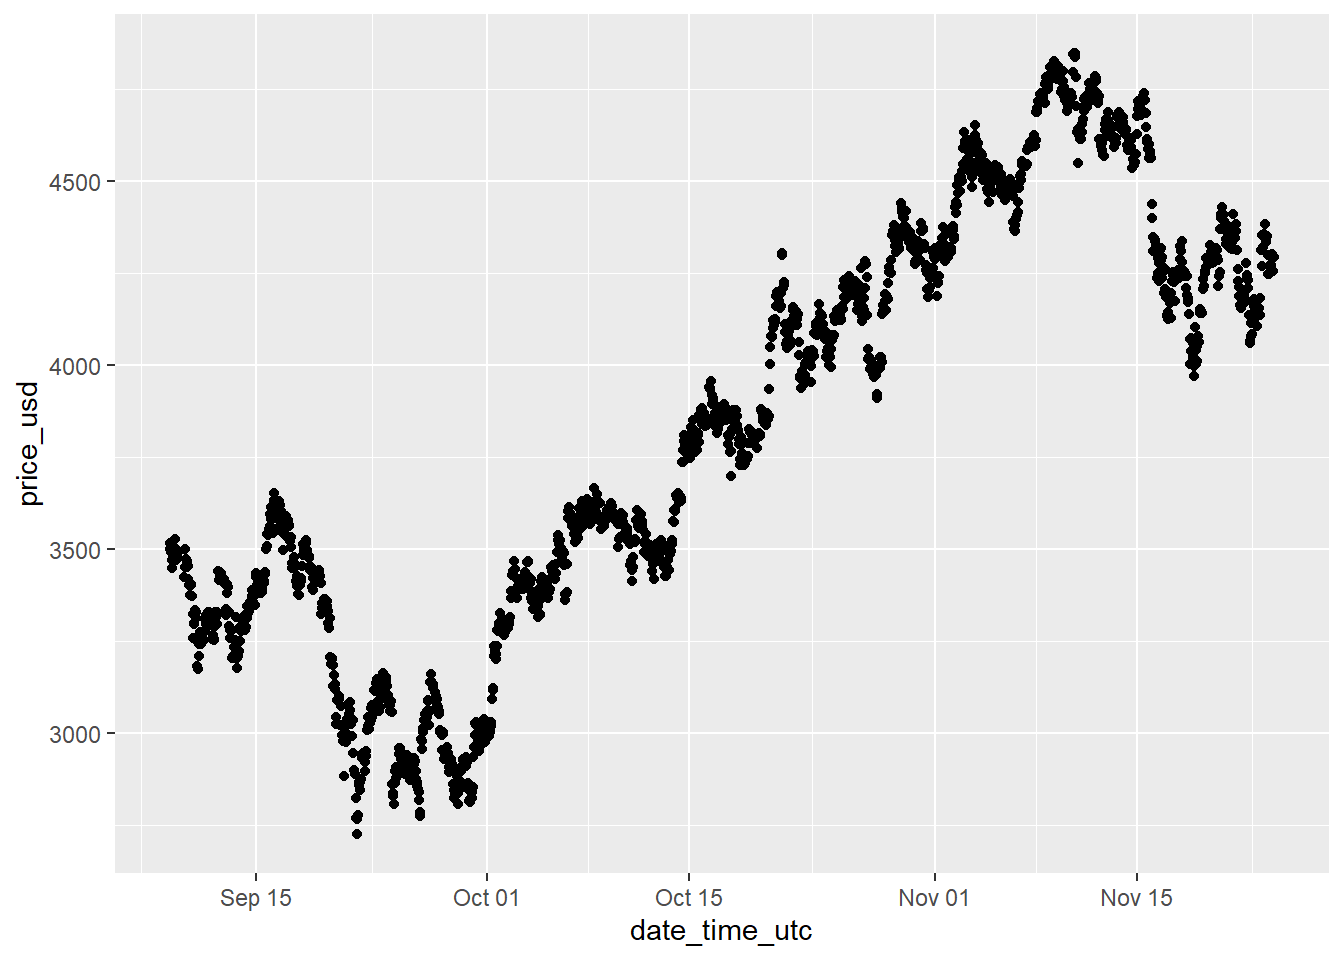 price_usd
4500
4000
3500
3000
Sep 15
Oct 01
Oct 15
Nov 01
Nov 15
date_time_utc